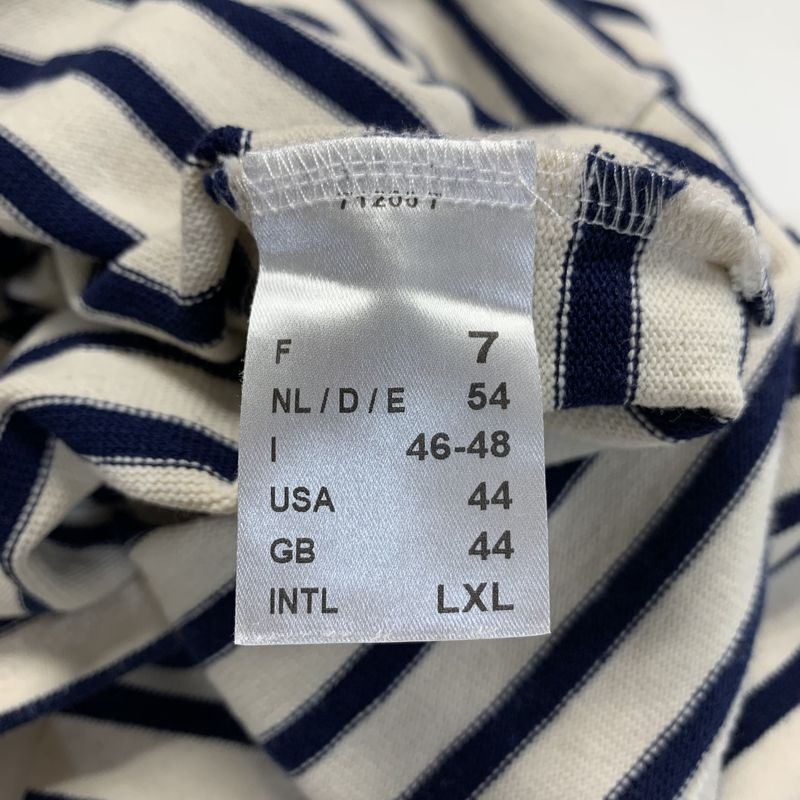 F 7
NL / D / E 54
I 46-48
USA 44
GB 44
INTL LXL